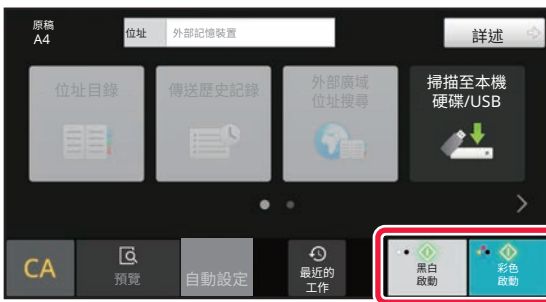 原稿
A4
位址 外部記憶裝置
詳述
位址目錄
傳送歷史記錄
外部廣域
位址搜尋
掃描至本機
硬碟/USB
CA
預覽
自動設定
最近的
工作
黑白
啟動
彩色
啟動